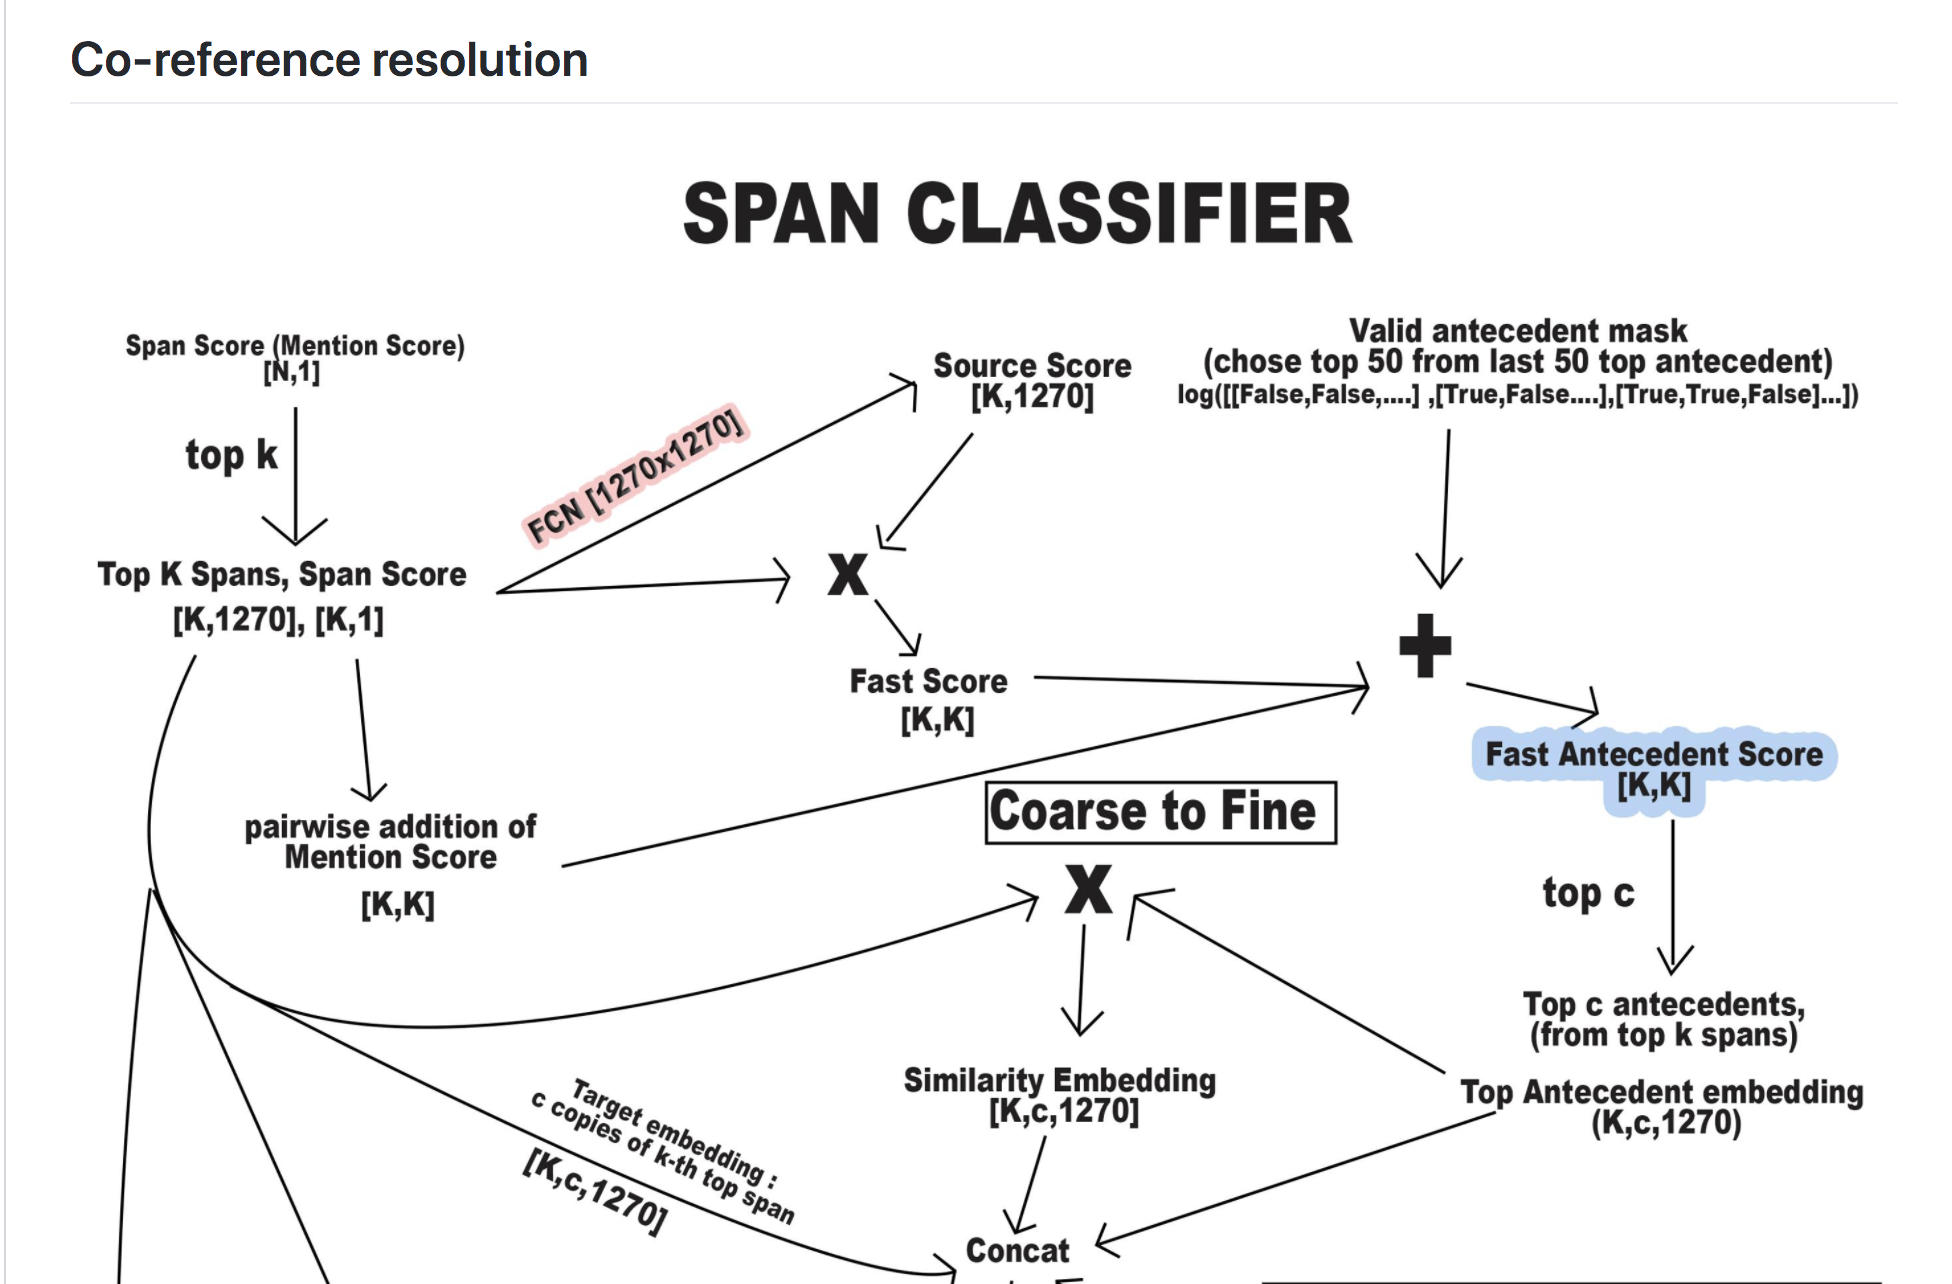 Co-reference resolution
SPAN CLASSIFIER
Span Score (Mention Score)
[N,1]
top k
Top K Spans, Span Score
[K,1270], [K,1]
FCN [1270x1270]
Source Score
[K,1270]
Valid antecedent mask
(chose top 50 from last 50 top antecedent)
log([[False,False,....] ,[True,False....],[True,True,False]...])
X
Fast Score
[K,K]
+
Fast Antecedent Score
[K,K]
pairwise addition of
Mention Score
[K,K]
Coarse to Fine
X
top c
Top c antecedents,
(from top k spans)
Top Antecedent embedding
(K,c,1270)
Similarity Embedding
[K,c,1270]
Target embedding :
c copies of k-th top span
[K,c,1270]
Concat